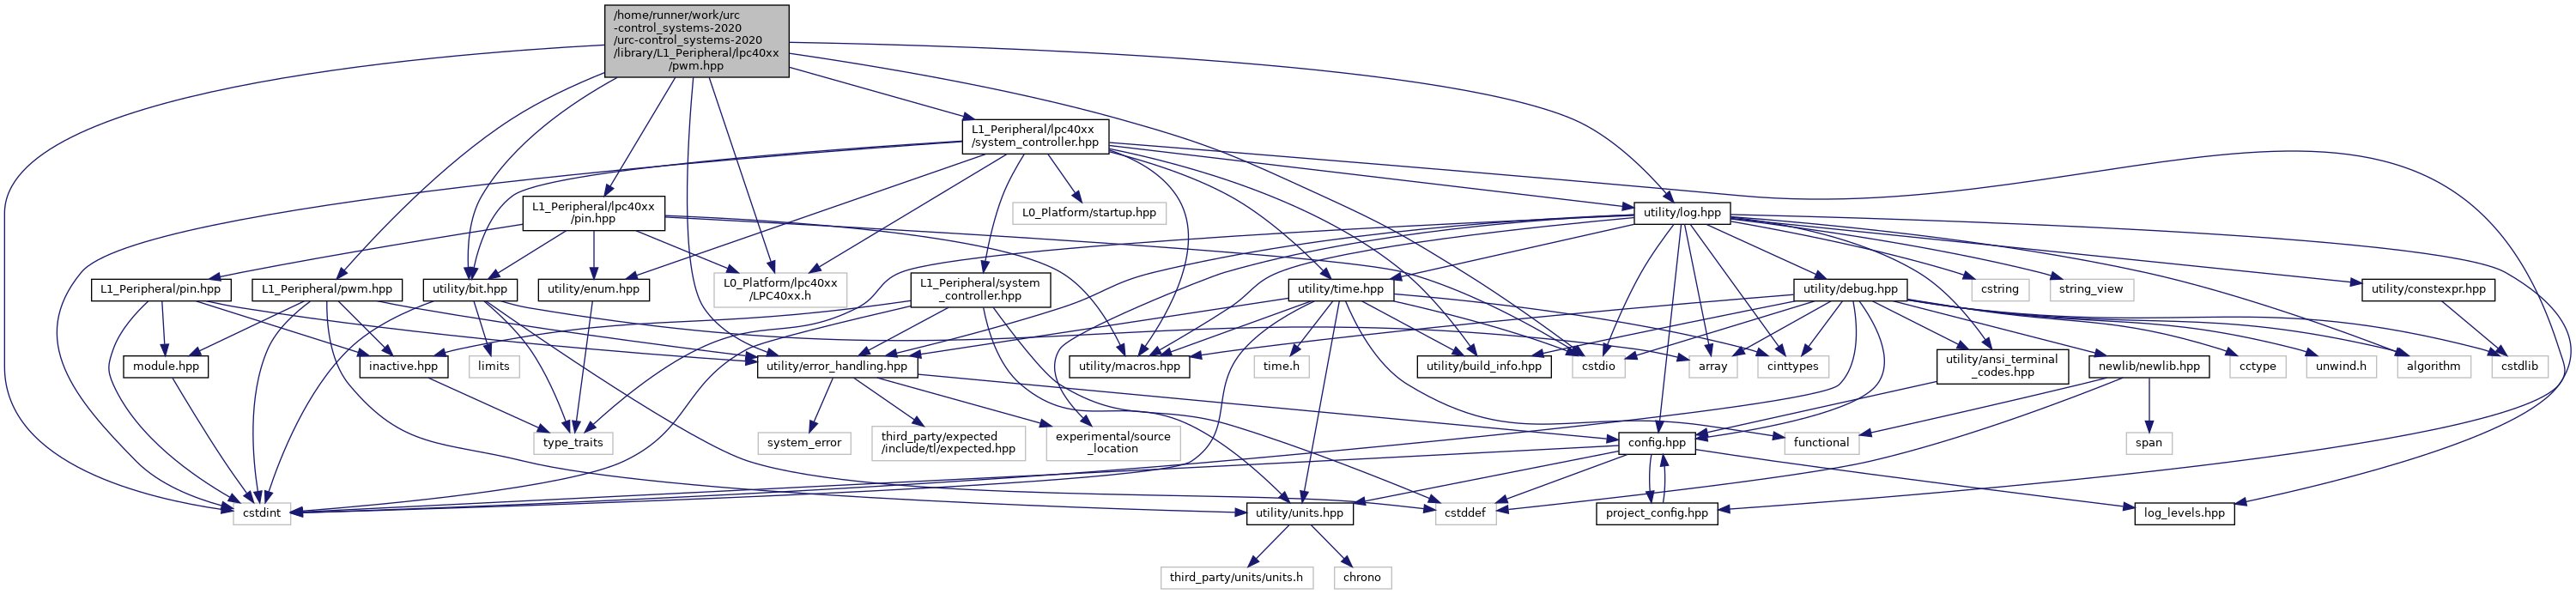 /home/runner/work/urc
-control_systems-2020
/urc-control_systems-2020
/library/L1_Peripheral/lpc40xx
/pwm.hpp
L1_Peripheral/lpc40xx
/system_controller.hpp
L1_Peripheral/lpc40xx
/pin.hpp
L0_Platform/startup.hpp
utility/log.hpp
L1_Peripheral/pin.hpp
L1_Peripheral/pwm.hpp
utility/bit.hpp
utility/enum.hpp
L0_Platform/lpc40xx
/LPC40xx.h
L1_Peripheral/system
_controller.hpp
utility/time.hpp
utility/debug.hpp
cstring
string_view
utility/constexpr.hpp
module.hpp
inactive.hpp
limits
utility/error_handling.hpp
utility/macros.hpp
time.h
utility/build_info.hpp
cstdio
array
cinttypes
utility/ansi_terminal
_codes.hpp
newlib/newlib.hpp
cctype
unwind.h
algorithm
cstdlib
type_traits
system_error
third_party/expected
/include/tl/expected.hpp
experimental/source
_location
config.hpp
functional
span
cstdint
utility/units.hpp
cstddef
project_config.hpp
log_levels.hpp
third_party/units/units.h
chrono